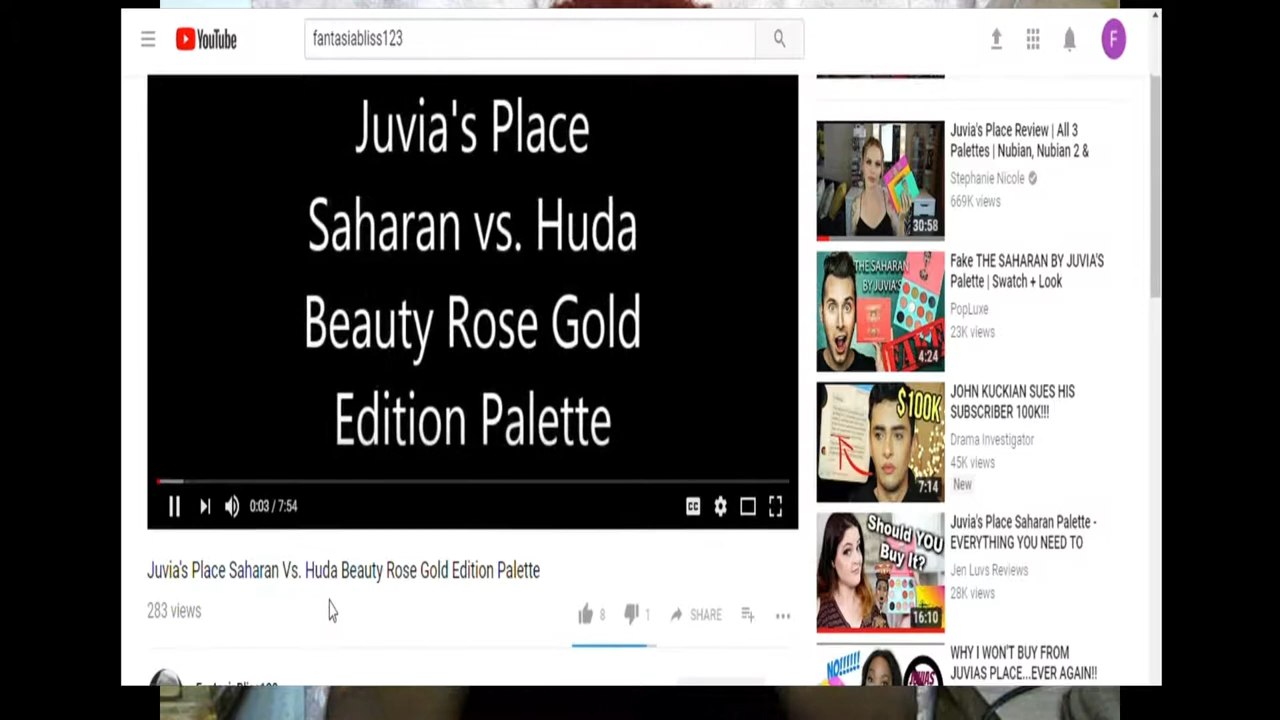 YouTube
fantasiabliss123
F
Juvia's Place
Saharan vs. Huda
Beauty Rose Gold
Edition Palette
0:03 / 7:54
CC
Juvia's Place Saharan Vs. Huda Beauty Rose Gold Edition Palette
283 views
8
1
SHARE
30:58
Juvia's Place Review | All 3
Palettes | Nubian, Nubian 2 &
Stephanie Nicole
669K views
THE SAHARAN
BY JUVIA'S
4:24
Fake THE SAHARAN BY JUVIA'S
Palette | Swatch + Look
PopLuxe
23K views
$100K
7:14
JOHN KUCKIAN SUES HIS
SUBSCRIBER 100K!!!
Drama Investigator
45K views
New
Should YOU
Buy It?
16:10
Juvia's Place Saharan Palette -
EVERYTHING YOU NEED TO
Jen Luvs Reviews
28K views
NO!!!!!!
WHY I WON'T BUY FROM
JUVIAS PLACE...EVER AGAIN!!